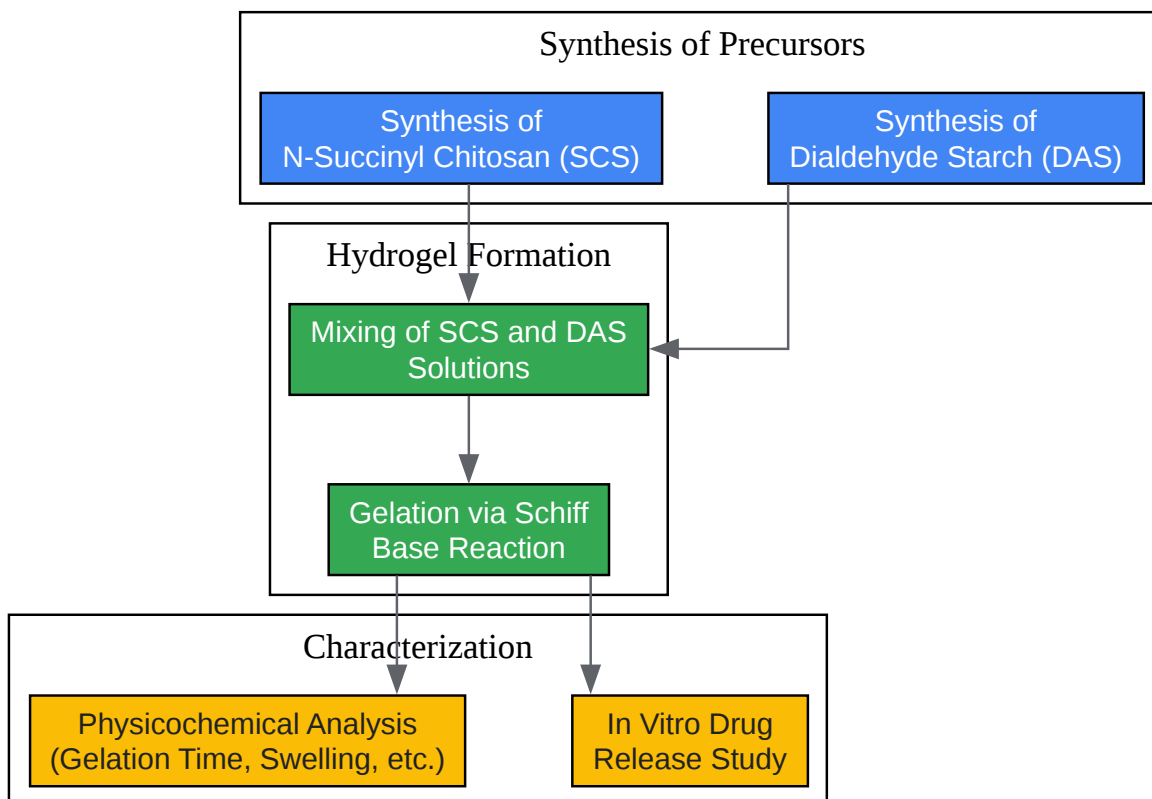 Synthesis of Precursors
Synthesis of
N-Succinyl Chitosan (SCS)
Synthesis of
Dialdehyde Starch (DAS)
Hydrogel Formation
Mixing of SCS and DAS
Solutions
Gelation via Schiff
Base Reaction
Characterization
Physicochemical Analysis
(Gelation Time, Swelling, etc.)
In Vitro Drug
Release Study